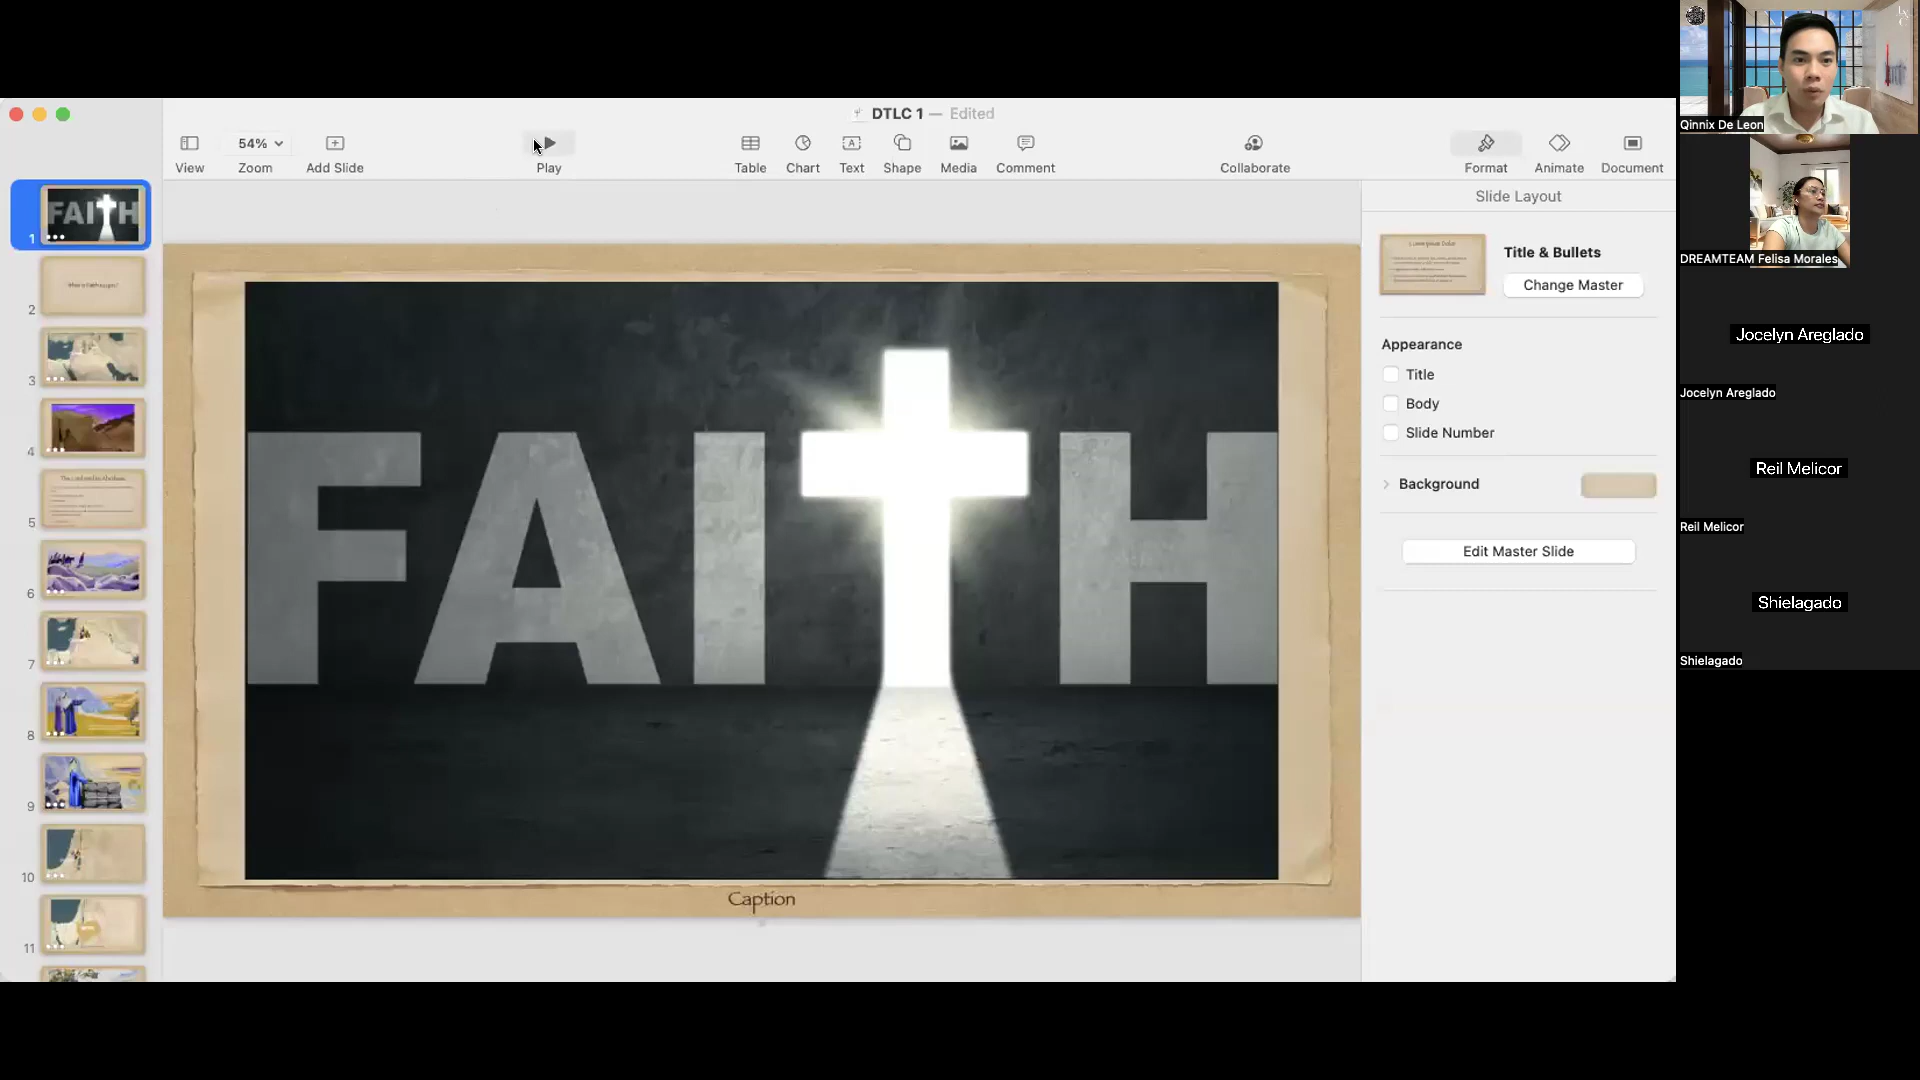 DTLC 1 — Edited
View
54%
Zoom
Add Slide
Play
Table
Chart
Text
Shape
Media
Comment
Collaborate
Format
Animate
Document
1
2
3
4
5
6
7
8
9
10
11
FAITH
FAITH
Caption
Slide Layout
Title & Bullets
Change Master
Appearance
Title
Body
Slide Number
Background
Edit Master Slide
Qinnix De Leon
DREAMTEAM Felisa Morales
Jocelyn Areglado
Jocelyn Areglado
Reil Melicor
Reil Melicor
Shielagado
Shielagado